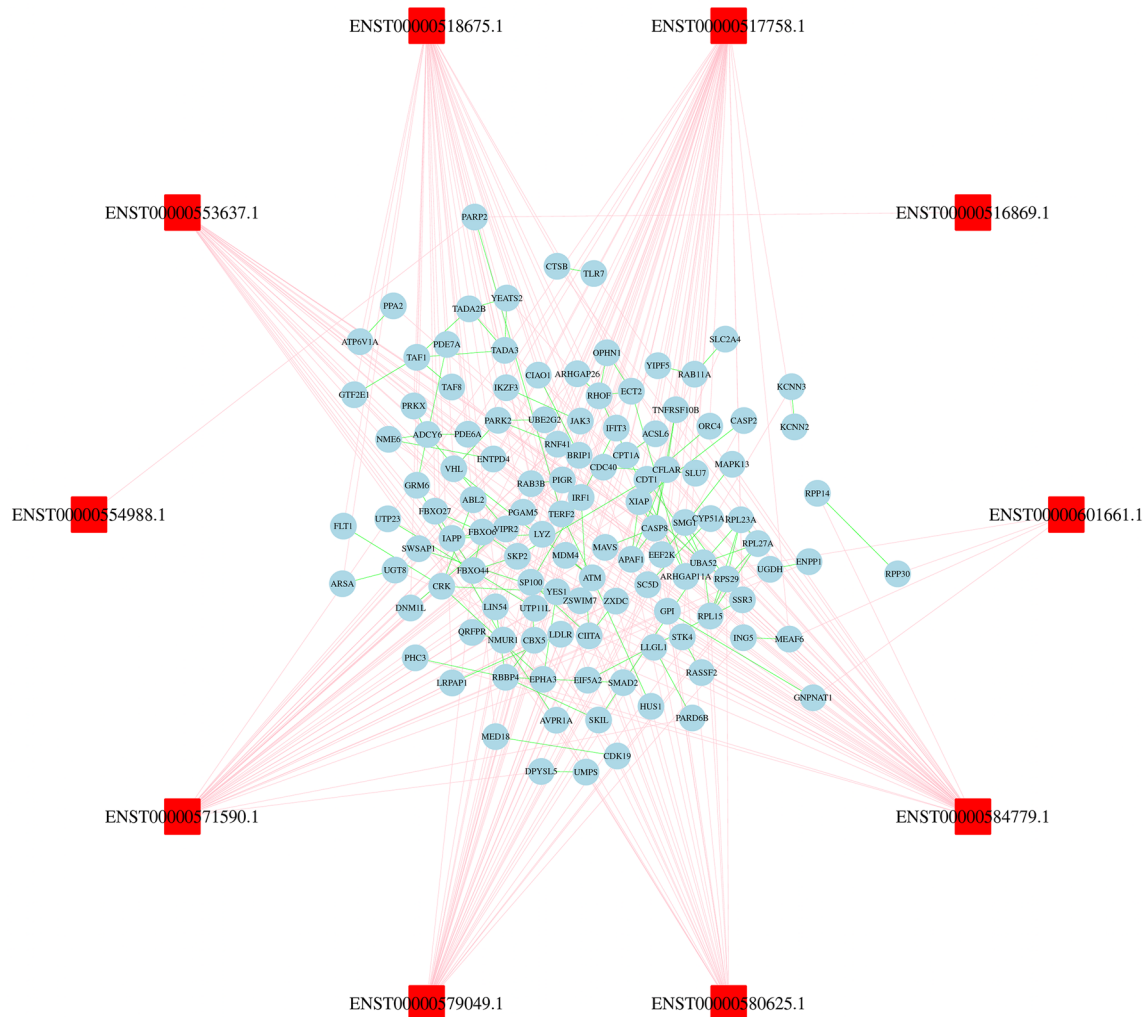 ENST00000518675.1
ENST00000517758.1
ENST00000553637.1
ENST00000516869.1
PARP2
CTSB
TLR7
YEATS2
PPA2
TADA2B
ATP6V1A
PDE7A
TADA3
OPHN1
SLC2A4
TAF1
YIPF5
CIAO1
ARHGAP26
RAB11A
TAF8
IKZF3
ECT2
KCNN3
GTF2E1
RHOF
PRKX
TNFRSF10B
PARK2
UBE2G2
JAK3
CASP2
ORC4
KCNN2
IFIT3
ACSL6
NME6
ADCY6
PDE6A
RNF41
BRIP1
CPT1A
ENTPD4
VHL
CDC40
CFLAR
SLU7
MAPK13
GRM6
RAB3B
PIGR
CDT1
RPP14
ABL2
IRF1
XIAP
ENST00000554988.1
FLT1
UTP23
FBXO27
PGAM5
TERF2
ENST00000601661.1
SMG1
CYP51A
RPL23A
IAPP
FBXO6
VIPR2
LYZ
CASP8
SWSAP1
MAVS
RPL27A
SKP2
MDM4
APAF1
EEF2K
UBA52
ENPP1
ARSA
UGT8
FBXO44
UGDH
RPP30
CRK
SP100
ATM
SC5D
ARHGAP11A
RPS29
YES1
DNM1L
LIN54
UTP11L
ZSWIM7
ZXDC
GPI
SSR3
RPL15
QRFPR
NMUR1
CBX5
LDLR
CIITA
STK4
ING5
MEAF6
LLGL1
PHC3
LRPAP1
RBBP4
EPHA3
EIF5A2
SMAD2
RASSF2
GNPNAT1
HUS1
AVPR1A
SKIL
PARD6B
MED18
CDK19
DPYSL5
UMPS
ENST00000571590.1
ENST00000584779.1
ENST00000579049.1
ENST00000580625.1